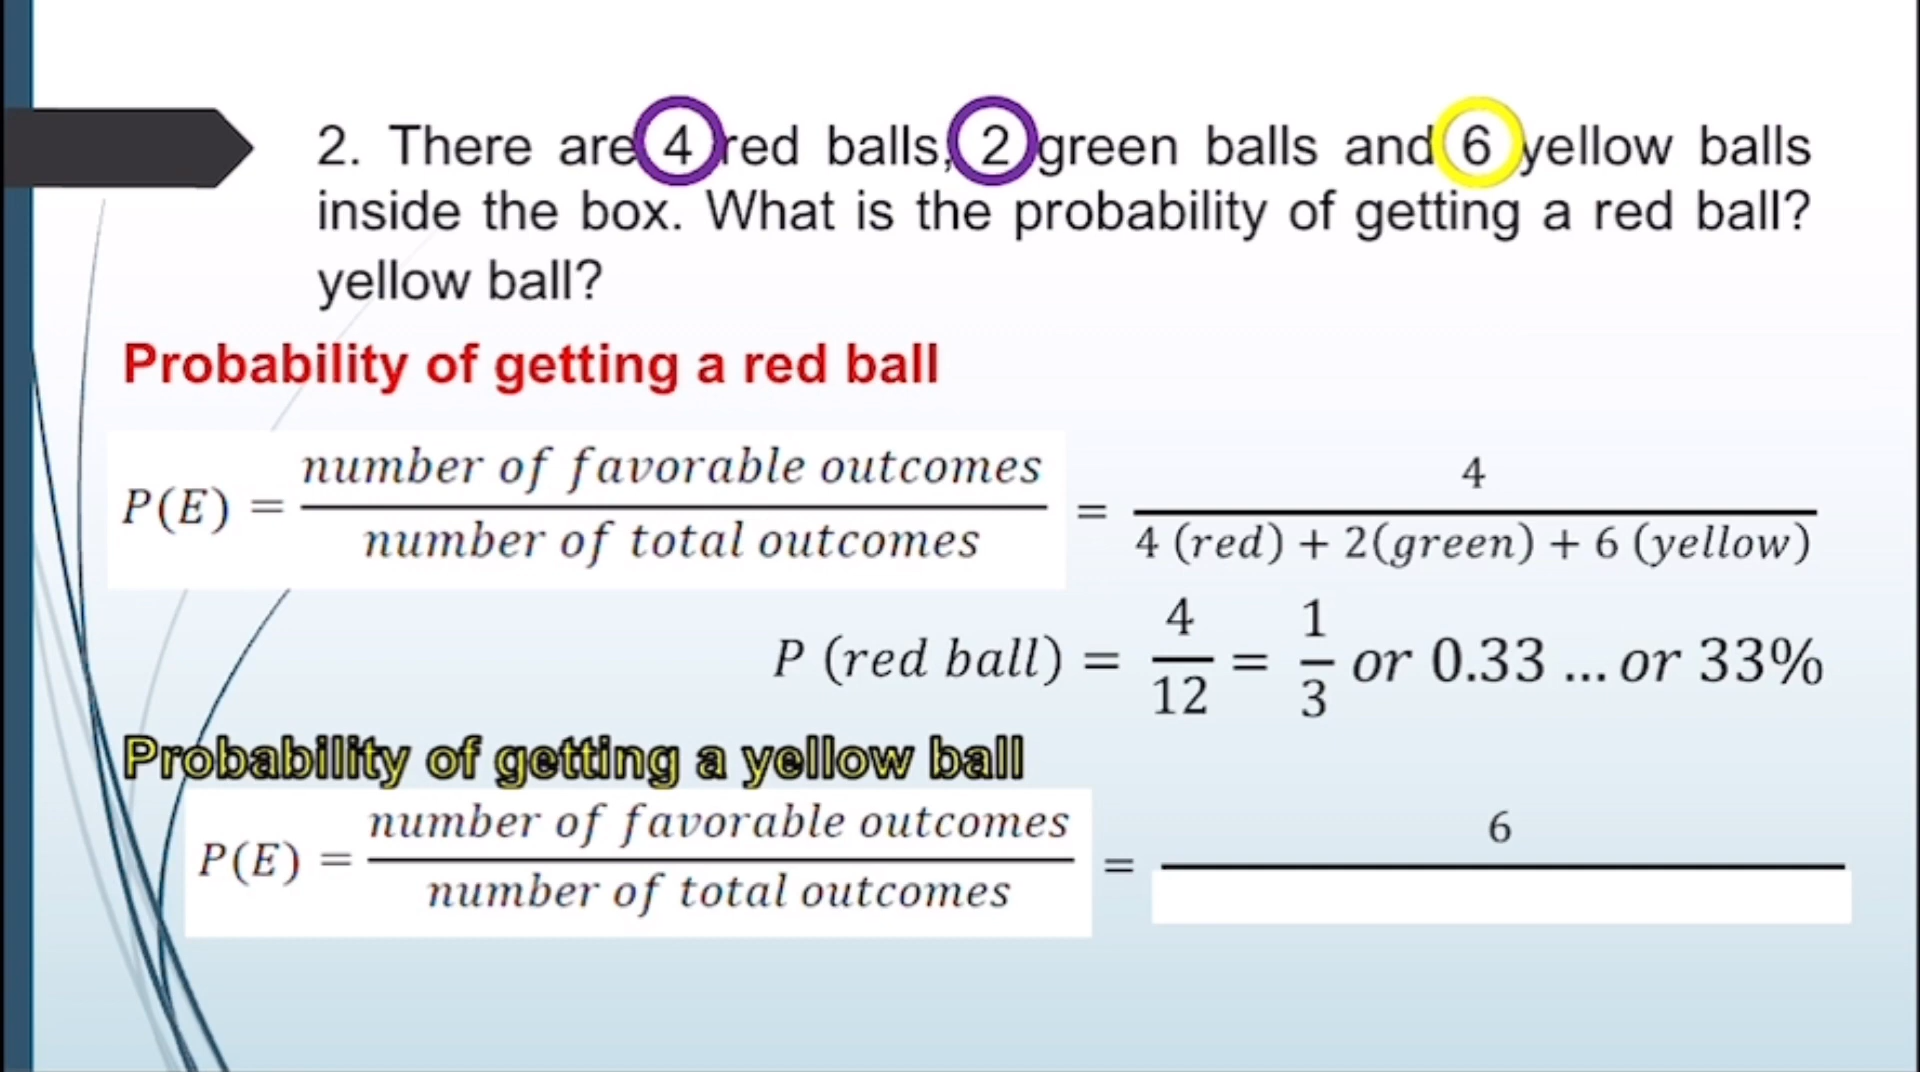 2. There are 4 red balls, 2 green balls and 6 yellow balls
inside the box. What is the probability of getting a red ball?
yellow ball?
Probability of getting a red ball
P(E) = number of favorable outcomes / number of total outcomes = 4 / 4 (red) + 2(green) + 6 (yellow)
P (red ball) = 4/12 = 1/3 or 0.33 ... or 33%
Probability of getting a yellow ball
P(E) = number of favorable outcomes / number of total outcomes = 6